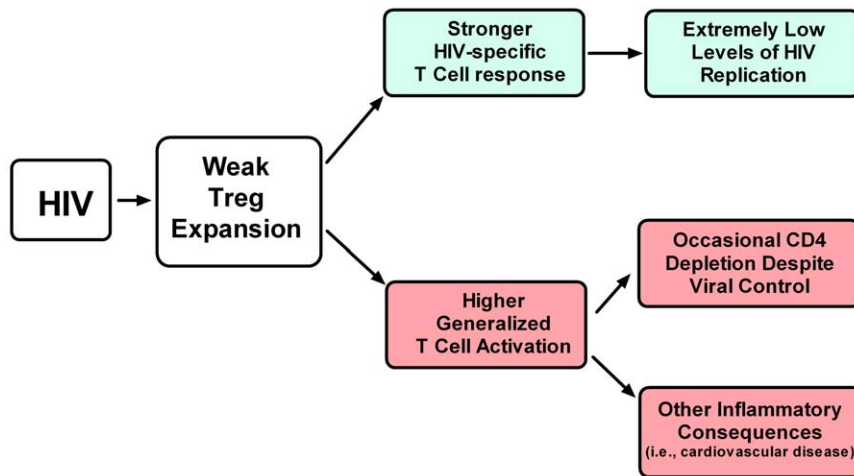 HIV
Weak
Treg
Expansion
Stronger
HIV-specific
T Cell response
Extremely Low
Levels of HIV
Replication
Higher
Generalized
T Cell Activation
Occasional CD4
Depletion Despite
Viral Control
Other Inflammatory
Consequences
(i.e., cardiovascular disease)